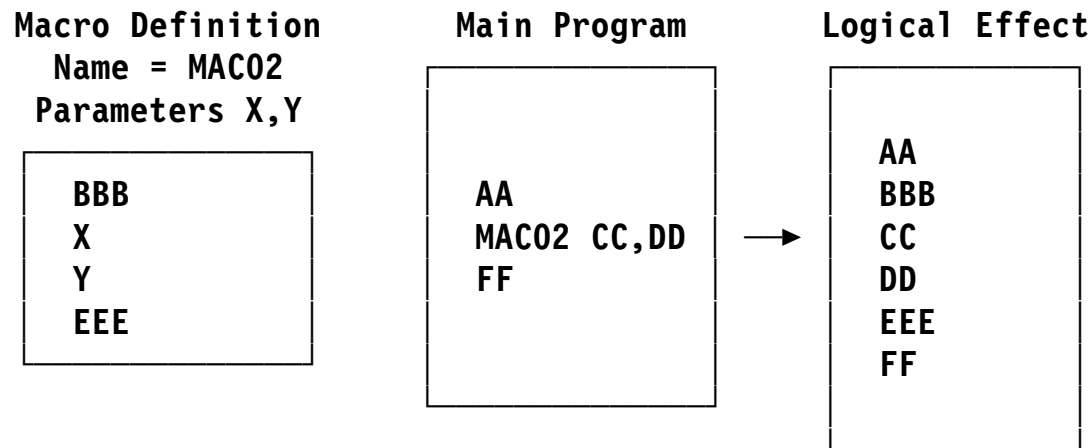 Macro Definition
Name = MAC02
Parameters X,Y
BBB
X
Y
EEE
Main Program
AA
MAC02 CC,DD
FF
Logical Effect
AA
BBB
CC
DD
EEE
FF